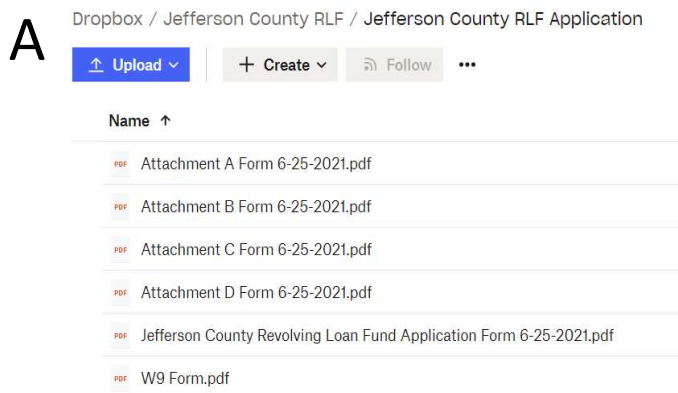 A
Dropbox / Jefferson County RLF / Jefferson County RLF Application
Upload + Create Follow •••
Name ↑
PDF Attachment A Form 6-25-2021.pdf
PDF Attachment B Form 6-25-2021.pdf
PDF Attachment C Form 6-25-2021.pdf
PDF Attachment D Form 6-25-2021.pdf
PDF Jefferson County Revolving Loan Fund Application Form 6-25-2021.pdf
PDF W9 Form.pdf